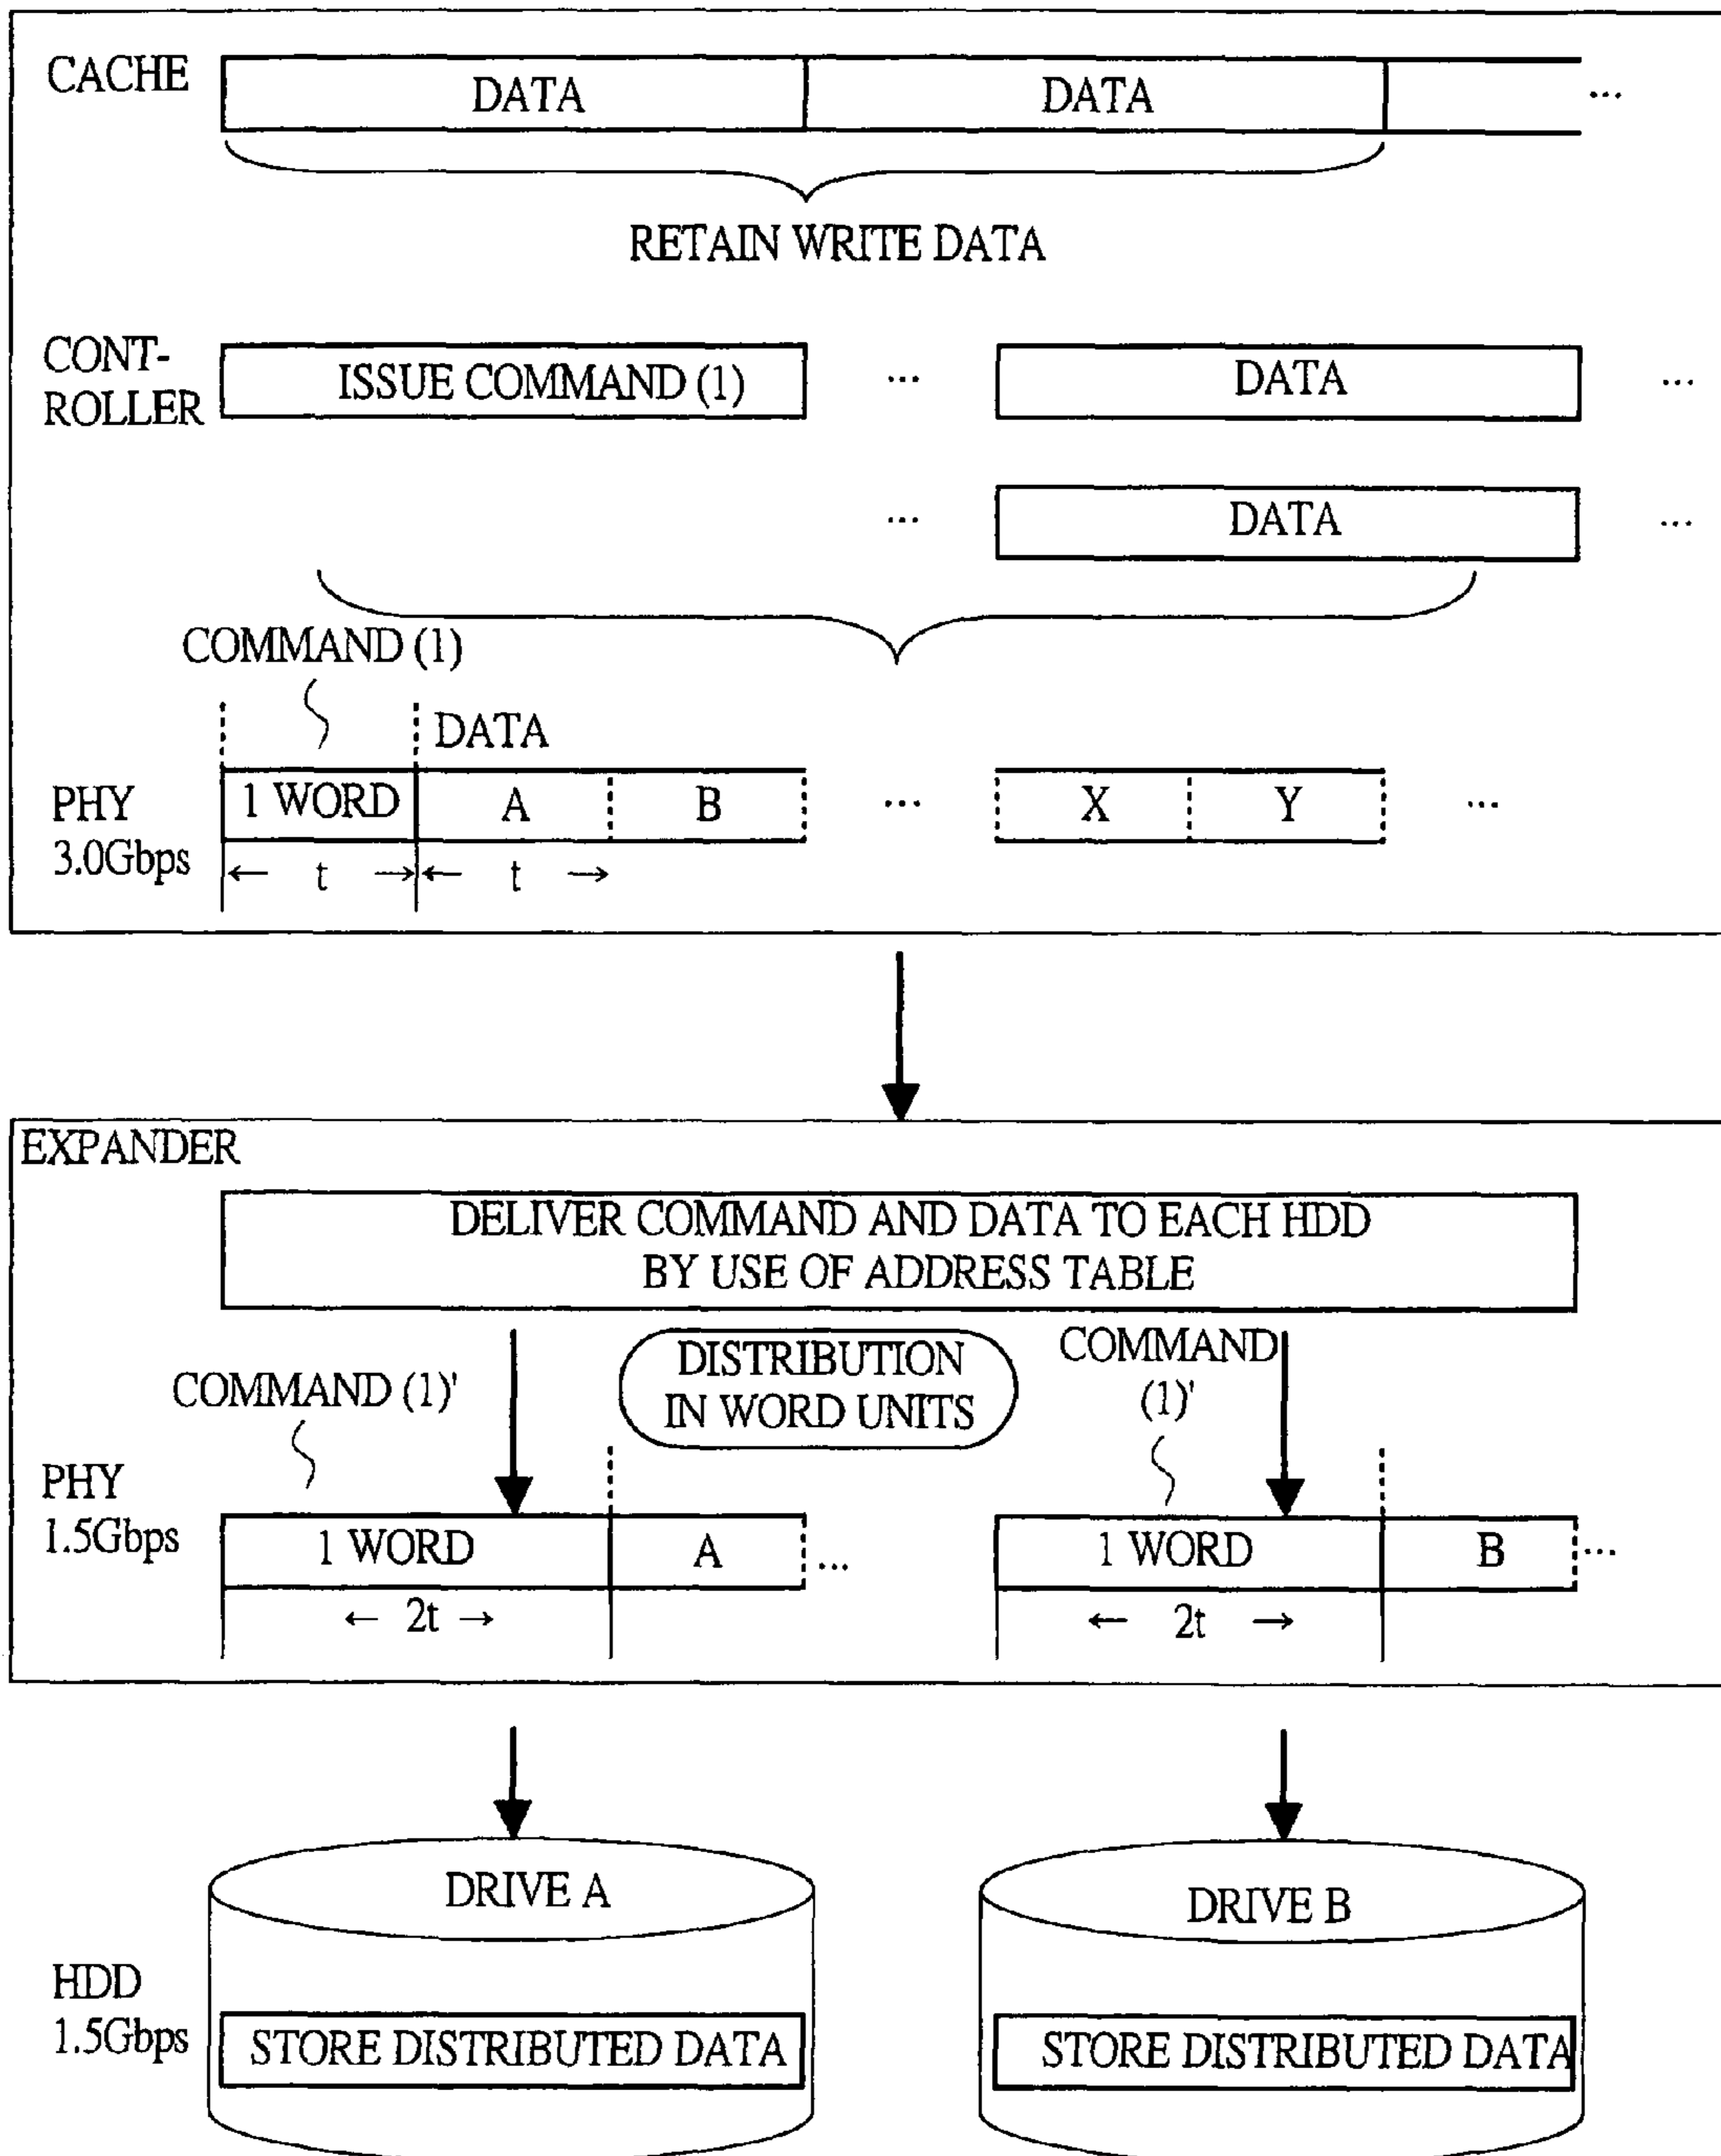 CACHE
DATA
DATA
...
RETAIN WRITE DATA
CONT-
ROLLER
ISSUE COMMAND (1)
...
DATA
...
...
DATA
...
COMMAND (1)
DATA
PHY
3.0Gbps
1 WORD
A
B
...
X
Y
...
← t →
← t →
EXPANDER
DELIVER COMMAND AND DATA TO EACH HDD
BY USE OF ADDRESS TABLE
COMMAND (1)'
DISTRIBUTION
IN WORD UNITS
COMMAND
(1)'
PHY
1.5Gbps
1 WORD
A
...
1 WORD
B
...
← 2t →
← 2t →
DRIVE A
DRIVE B
HDD
1.5Gbps
STORE DISTRIBUTED DATA
STORE DISTRIBUTED DATA